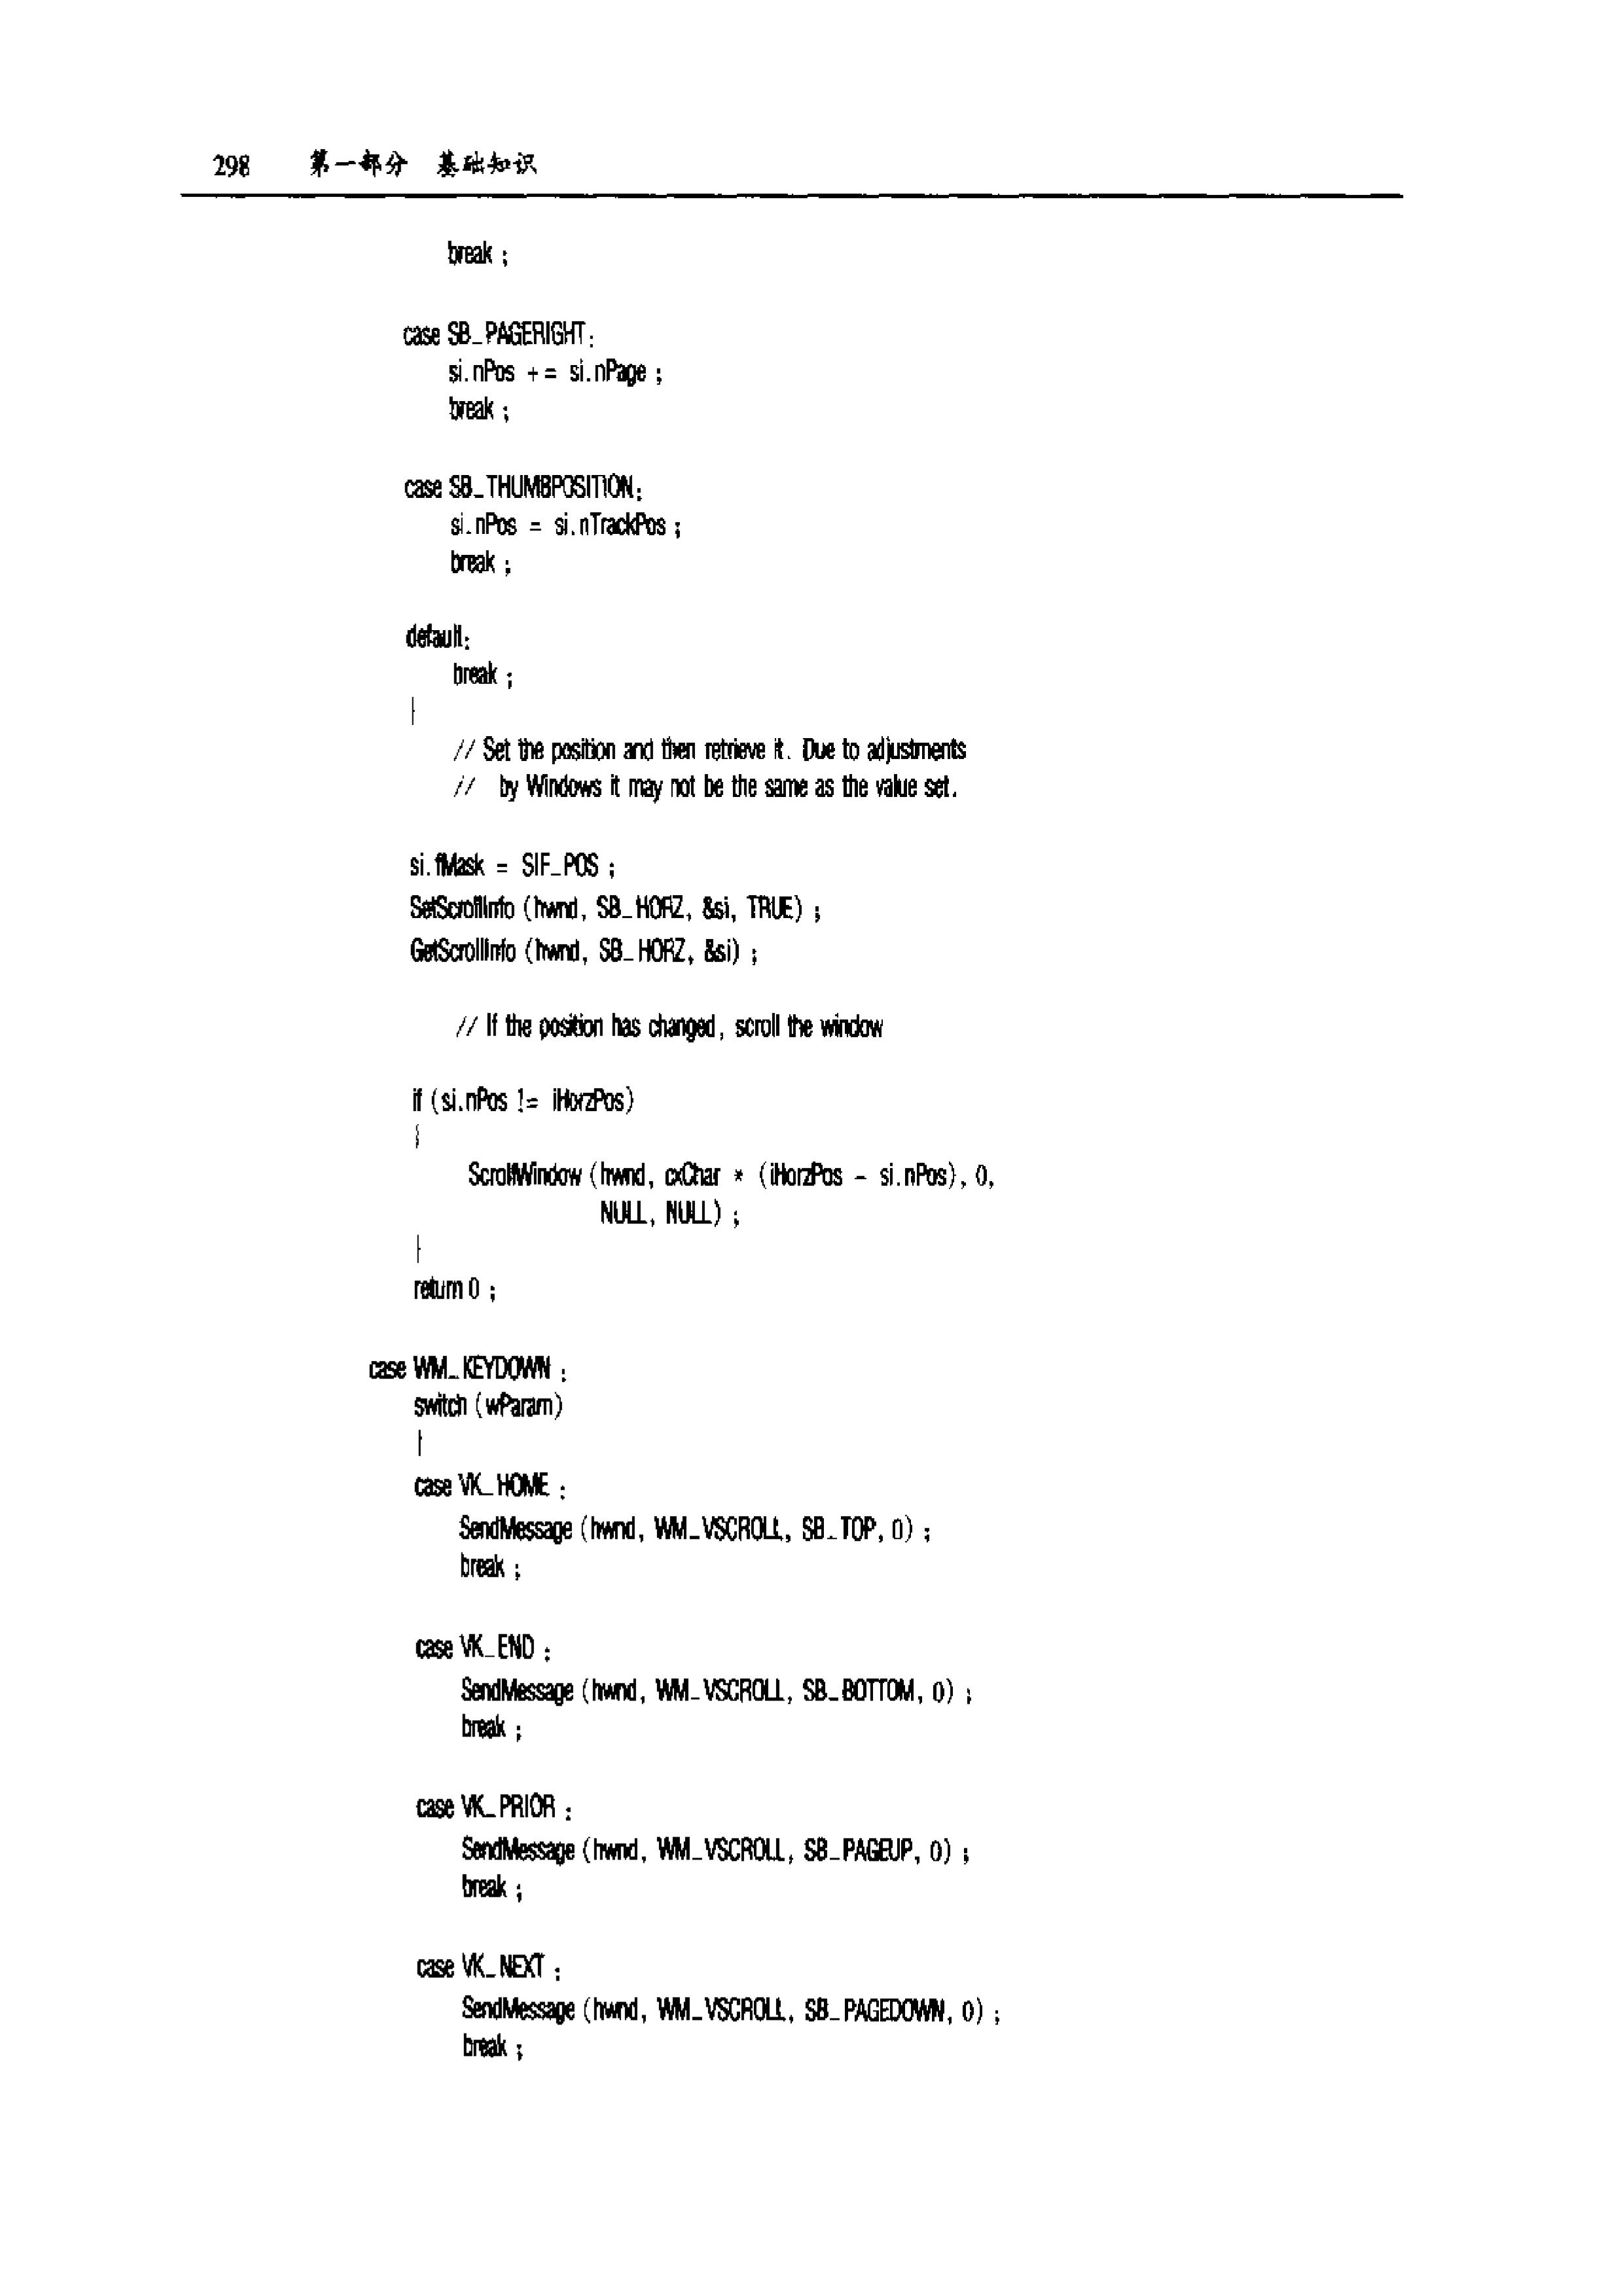 298 第一部分 基础知识
break ;
case SB_PAGERIGHT:
si.nPos += si.nPage ;
break ;
case SB_THUMBPOSITION:
si.nPos = si.nTrackPos ;
break ;
default:
break ;
}
// Set the position and then retrieve it. Due to adjustments
// by Windows it may not be the same as the value set.
si.fMask = SIF_POS ;
SetScrollInfo (hwnd, SB_HORZ, &si, TRUE) ;
GetScrollInfo (hwnd, SB_HORZ, &si) ;
// If the position has changed, scroll the window
if (si.nPos != iHorzPos)
{
ScrollWindow (hwnd, cxChar * (iHorzPos - si.nPos), 0,
NULL, NULL) ;
}
return 0 ;
case WM_KEYDOWN :
switch (wParam)
{
case VK_HOME :
SendMessage (hwnd, WM_VSCROLL, SB_TOP, 0) ;
break ;
case VK_END :
SendMessage (hwnd, WM_VSCROLL, SB_BOTTOM, 0) ;
break ;
case VK_PRIOR :
SendMessage (hwnd, WM_VSCROLL, SB_PAGEUP, 0) ;
break ;
case VK_NEXT :
SendMessage (hwnd, WM_VSCROLL, SB_PAGEDOWN, 0) ;
break ;